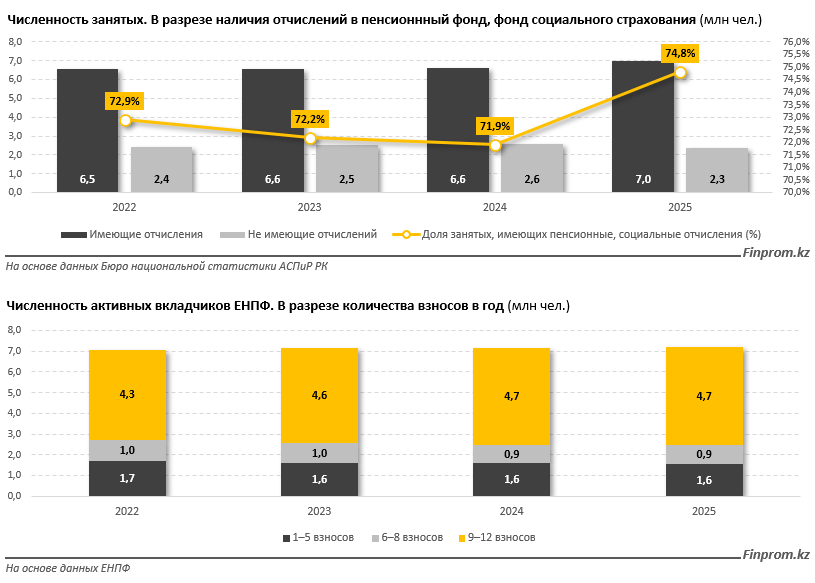 Численность занятых. В разрезе наличия отчислений в пенсионнный фонд, фонд социального страхования (млн чел.)
8,0
7,0
6,0
5,0
4,0
3,0
2,0
1,0
0,0
76,0%
75,5%
75,0%
74,5%
74,0%
73,5%
73,0%
72,5%
72,0%
71,5%
71,0%
70,5%
70,0%
72,9%
72,2%
71,9%
74,8%
6,5 2,4 6,6 2,5 6,6 2,6 7,0 2,3
2022 2023 2024 2025
Имеющие отчисления Не имеющие отчислений Доля занятых, имеющих пенсионные, социальные отчисления (%)
Finprom.kz
На основе данных Бюро национальной статистики АСПиР РК
Численность активных вкладчиков ЕНПФ. В разрезе количества взносов в год (млн чел.)
8,0
7,0
6,0
5,0
4,0
3,0
2,0
1,0
0,0
4,3 4,6 4,7 4,7
1,0 1,0 0,9 0,9
1,7 1,6 1,6 1,6
2022 2023 2024 2025
1–5 взносов 6–8 взносов 9–12 взносов
Finprom.kz
На основе данных ЕНПФ